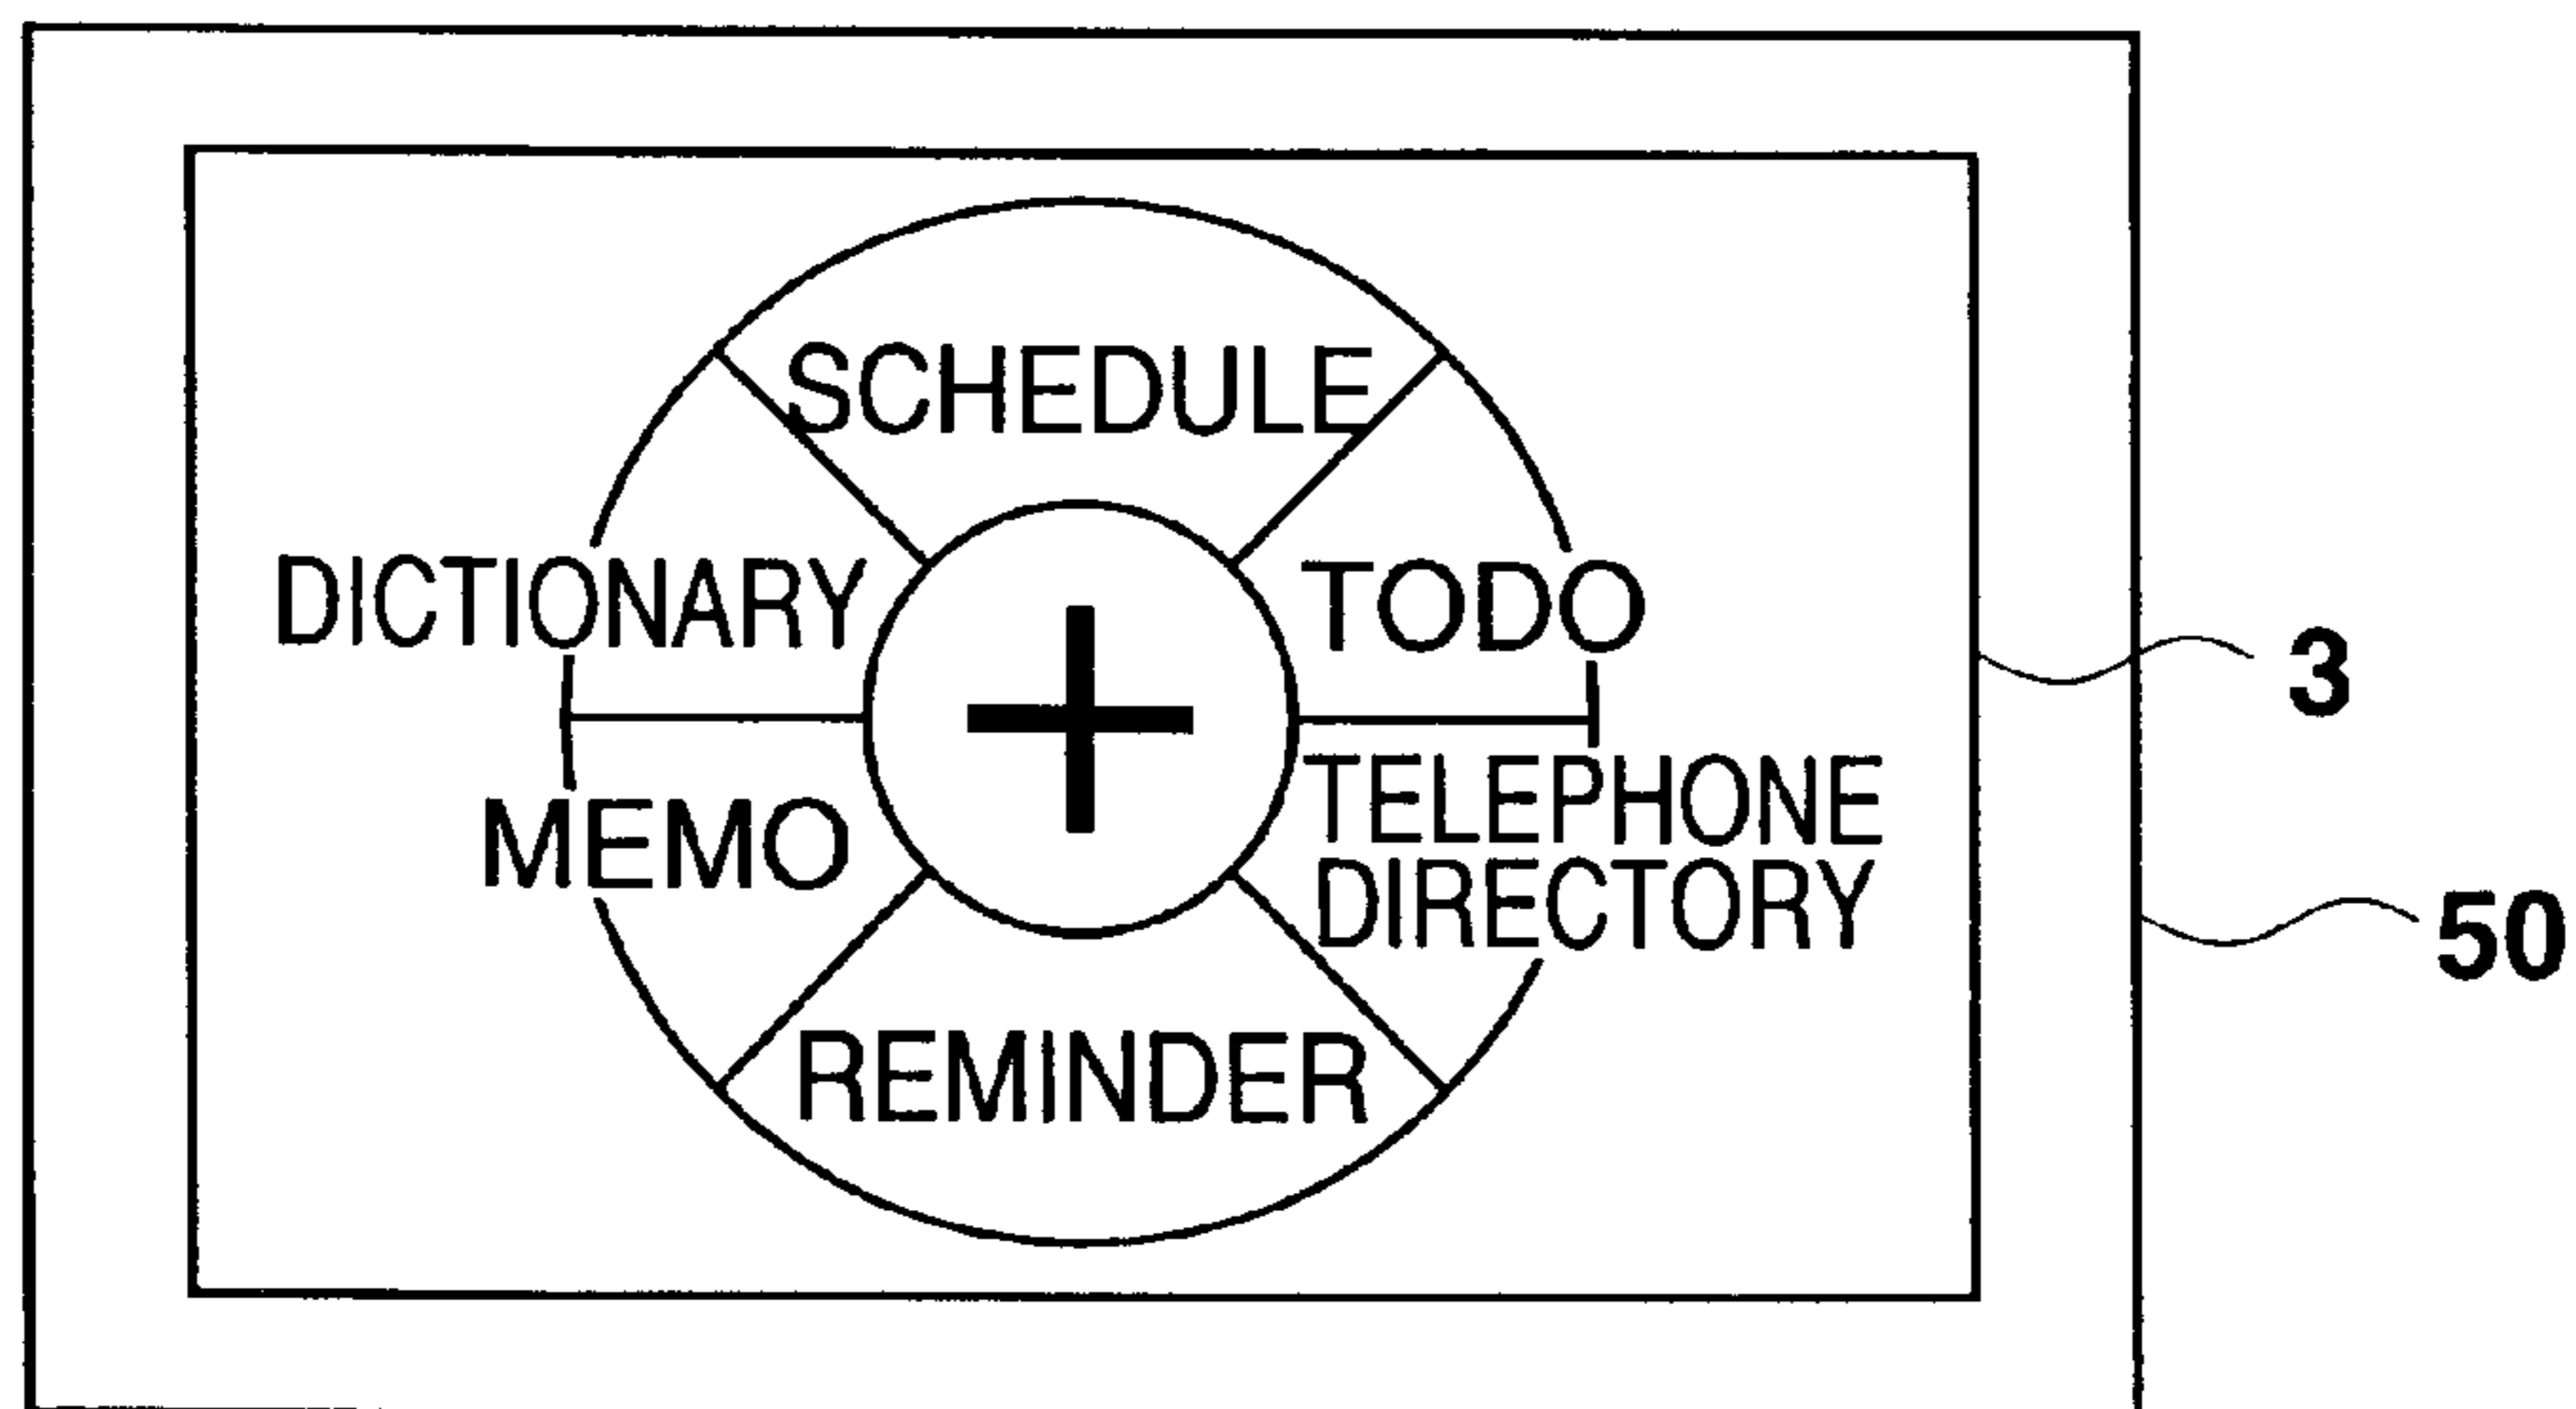 SCHEDULE
DICTIONARY
TODO
3
MEMO
TELEPHONE
DIRECTORY
50
REMINDER